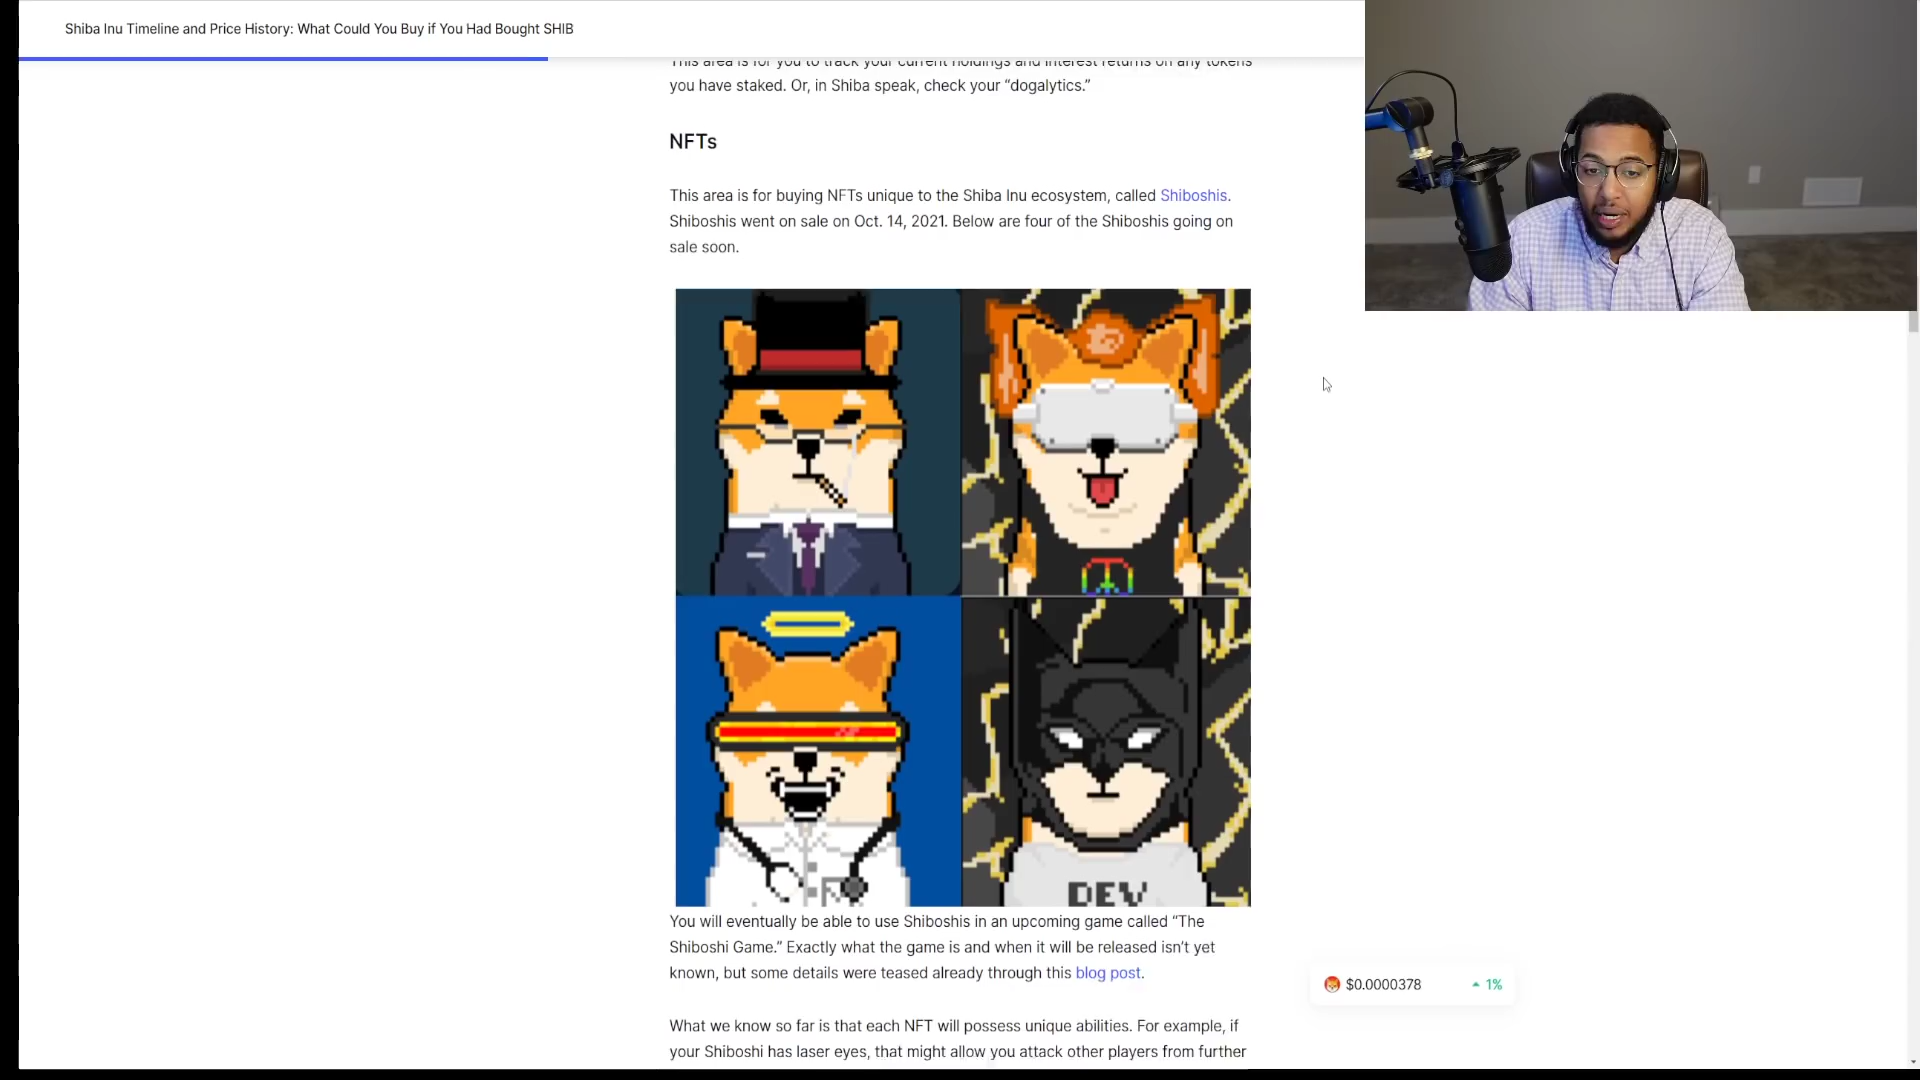 Shiba Inu Timeline and Price History: What Could You Buy if You Had Bought SHIB
This area is for you to track your current holdings and interest returns on any tokens
you have staked. Or, in Shiba speak, check your “dogalytics.”
NFTs
This area is for buying NFTs unique to the Shiba Inu ecosystem, called Shiboshis.
Shiboshis went on sale on Oct. 14, 2021. Below are four of the Shiboshis going on
sale soon.
DEV
You will eventually be able to use Shiboshis in an upcoming game called “The
Shiboshi Game.” Exactly what the game is and when it will be released isn’t yet
known, but some details were teased already through this blog post.
$0.0000378 1%
What we know so far is that each NFT will possess unique abilities. For example, if
your Shiboshi has laser eyes, that might allow you attack other players from further